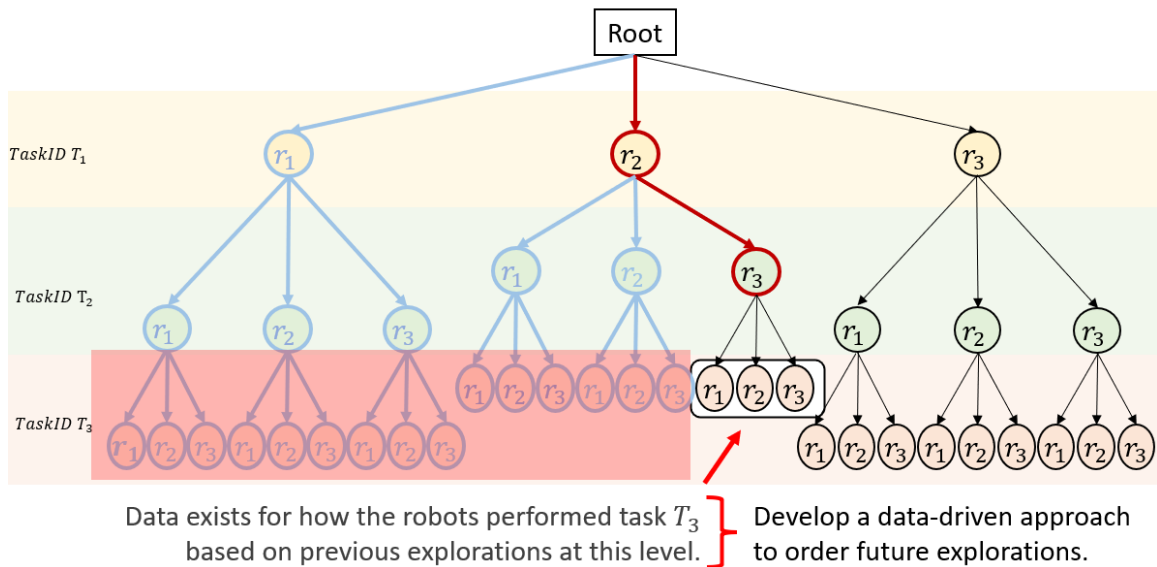 Root
TaskID T₁ r₁ r₂ r₃
r₁ r₂ r₃
TaskID T₂
r₁ r₂ r₃ r₁ r₂ r₃
r₁ r₂ r₃ r₁ r₂ r₃ r₁ r₂ r₃
TaskID T₃
r₁ r₂ r₃ r₁ r₂ r₃ r₁ r₂ r₃ r₁ r₂ r₃ r₁ r₂ r₃ r₁ r₂ r₃
Data exists for how the robots performed task T₃
based on previous explorations at this level.
Develop a data-driven approach
to order future explorations.